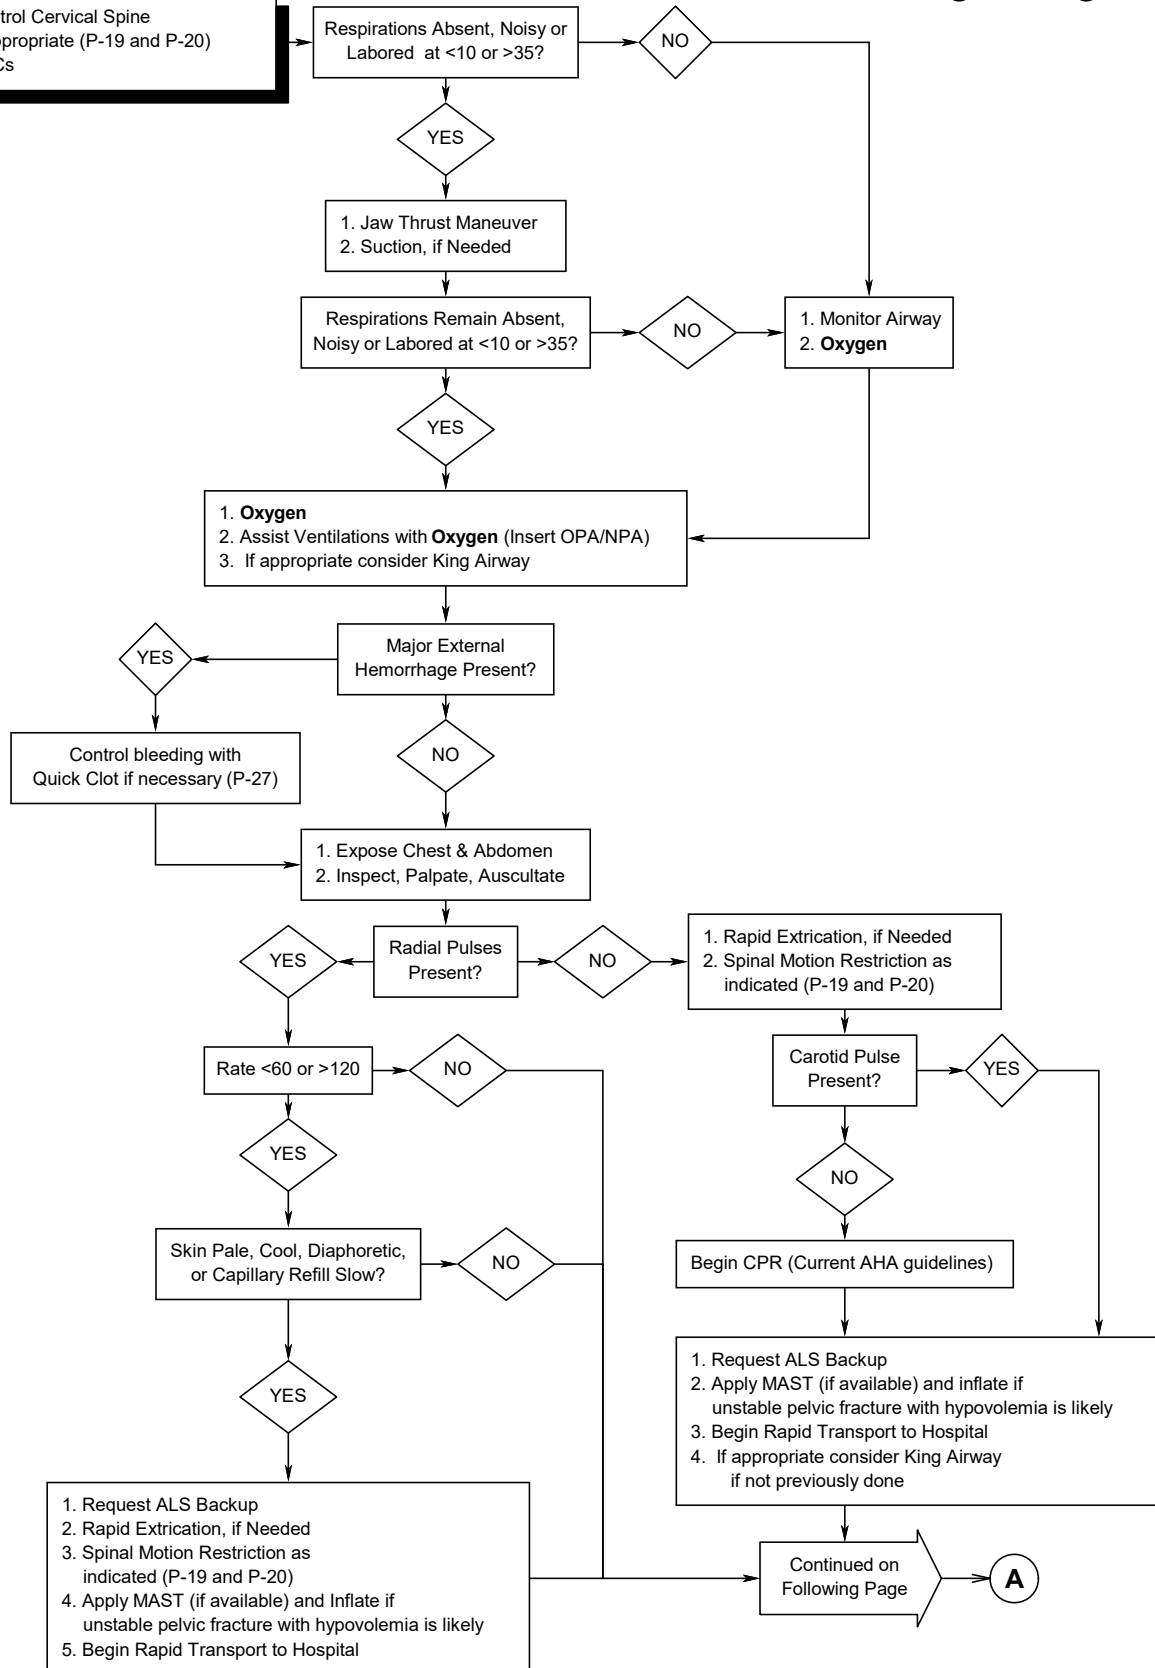 trol Cervical Spine
propriate (P-19 and P-20)
Cs
Respirations Absent, Noisy or
Labored at <10 or >35?
NO
YES
1. Jaw Thrust Maneuver
2. Suction, if Needed
Respirations Remain Absent,
Noisy or Labored at <10 or >35?
NO
1. Monitor Airway
2. Oxygen
YES
1. Oxygen
2. Assist Ventilations with Oxygen (Insert OPA/NPA)
3. If appropriate consider King Airway
Major External
Hemorrhage Present?
YES
Control bleeding with
Quick Clot if necessary (P-27)
NO
1. Expose Chest & Abdomen
2. Inspect, Palpate, Auscultate
Radial Pulses
Present?
YES
NO
1. Rapid Extrication, if Needed
2. Spinal Motion Restriction as
indicated (P-19 and P-20)
Rate <60 or >120
NO
Carotid Pulse
Present?
YES
YES
NO
Skin Pale, Cool, Diaphoretic,
or Capillary Refill Slow?
NO
Begin CPR (Current AHA guidelines)
YES
1. Request ALS Backup
2. Apply MAST (if available) and inflate if
unstable pelvic fracture with hypovolemia is likely
3. Begin Rapid Transport to Hospital
4. If appropriate consider King Airway
if not previously done
1. Request ALS Backup
2. Rapid Extrication, if Needed
3. Spinal Motion Restriction as
indicated (P-19 and P-20)
4. Apply MAST (if available) and Inflate if
unstable pelvic fracture with hypovolemia is likely
5. Begin Rapid Transport to Hospital
Continued on
Following Page
A